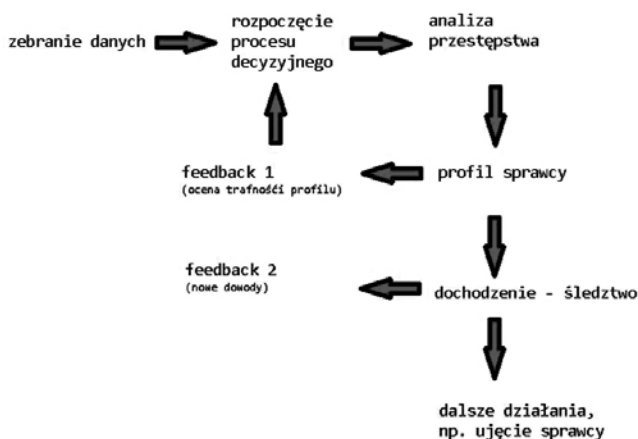 zebranie danych
rozpoczęcie
procesu
decyzyjnego
analiza
przestępstwa
feedback 1
(ocena trafnośći profilu)
profil sprawcy
feedback 2
(nowe dowody)
dochodzenie - śledztwo
dalsze działania,
np. ujęcie sprawcy